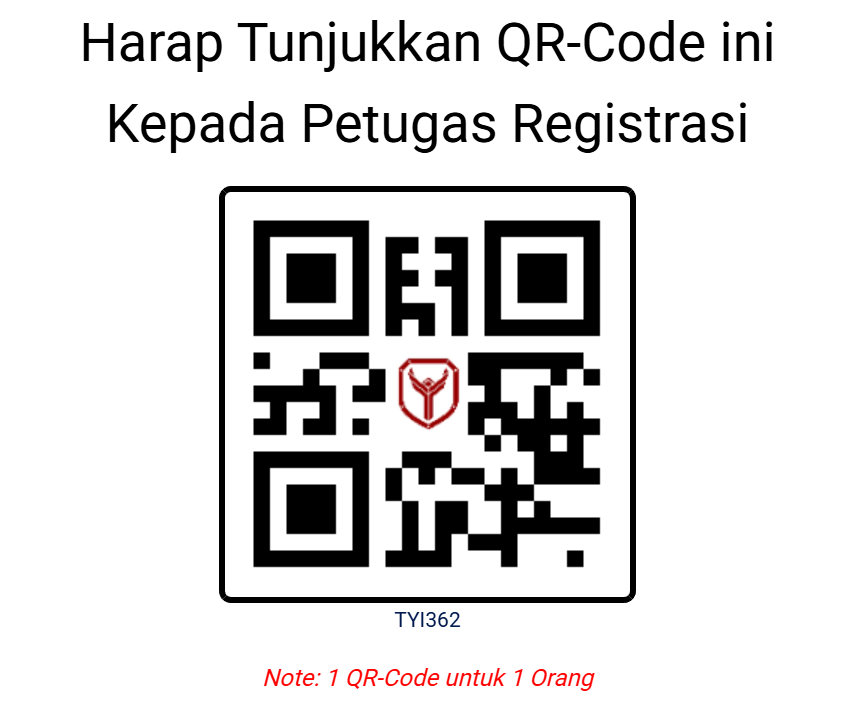 Harap Tunjukkan QR-Code ini
Kepada Petugas Registrasi
TYI362
Note: 1 QR-Code untuk 1 Orang